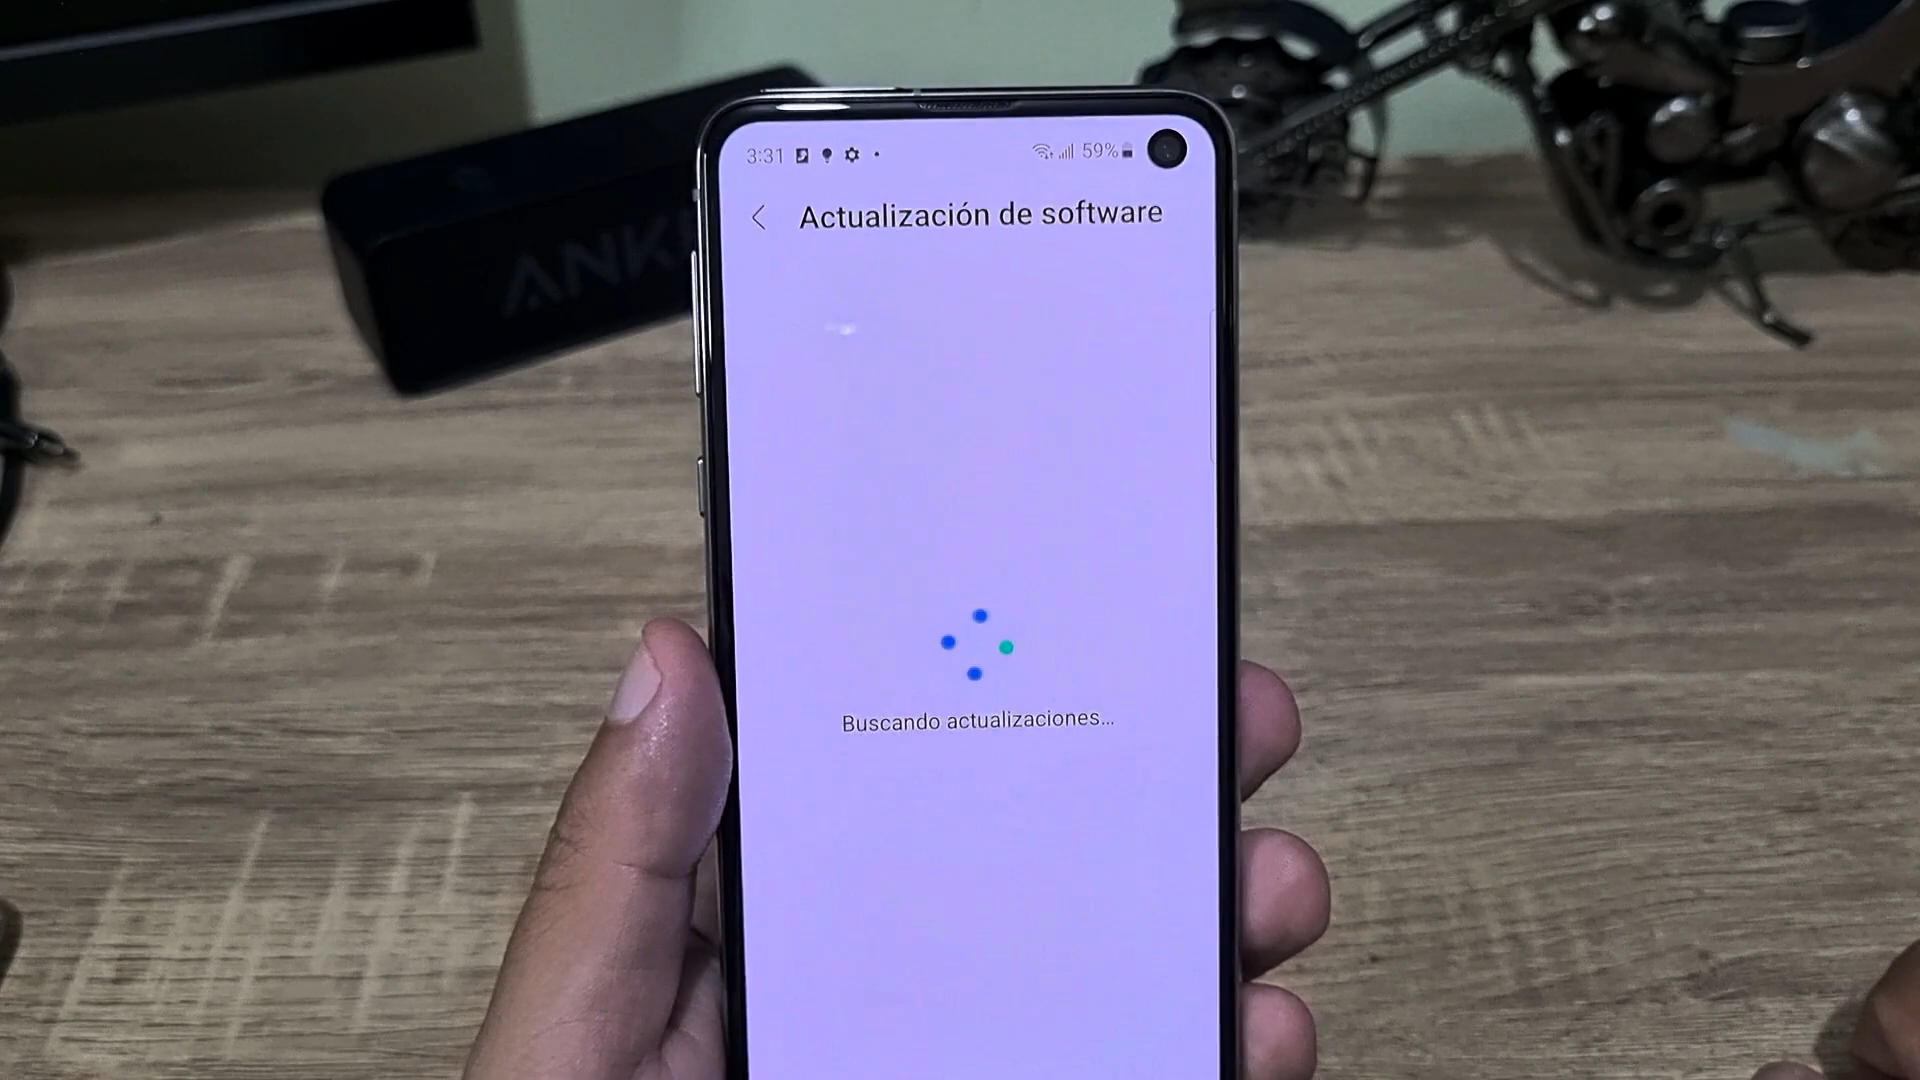 3:31
59%
Actualización de software
ANK
Buscando actualizaciones...